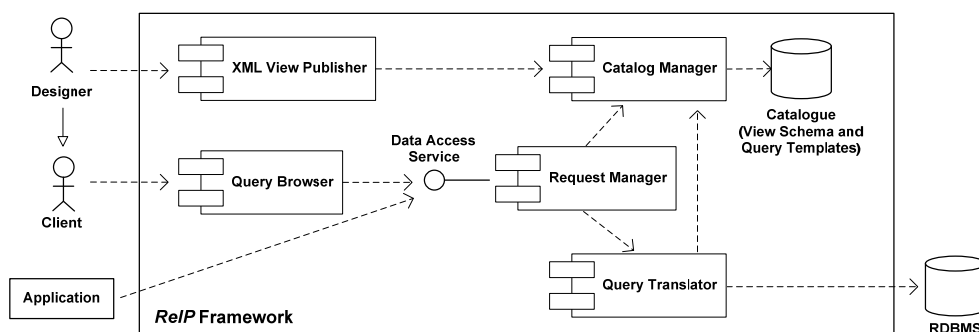 Designer
XML View Publisher
Catalog Manager
Catalogue
(View Schema and
Query Templates)
Client
Query Browser
Data Access
Service
Request Manager
Application
Query Translator
RelP Framework
RDBMS